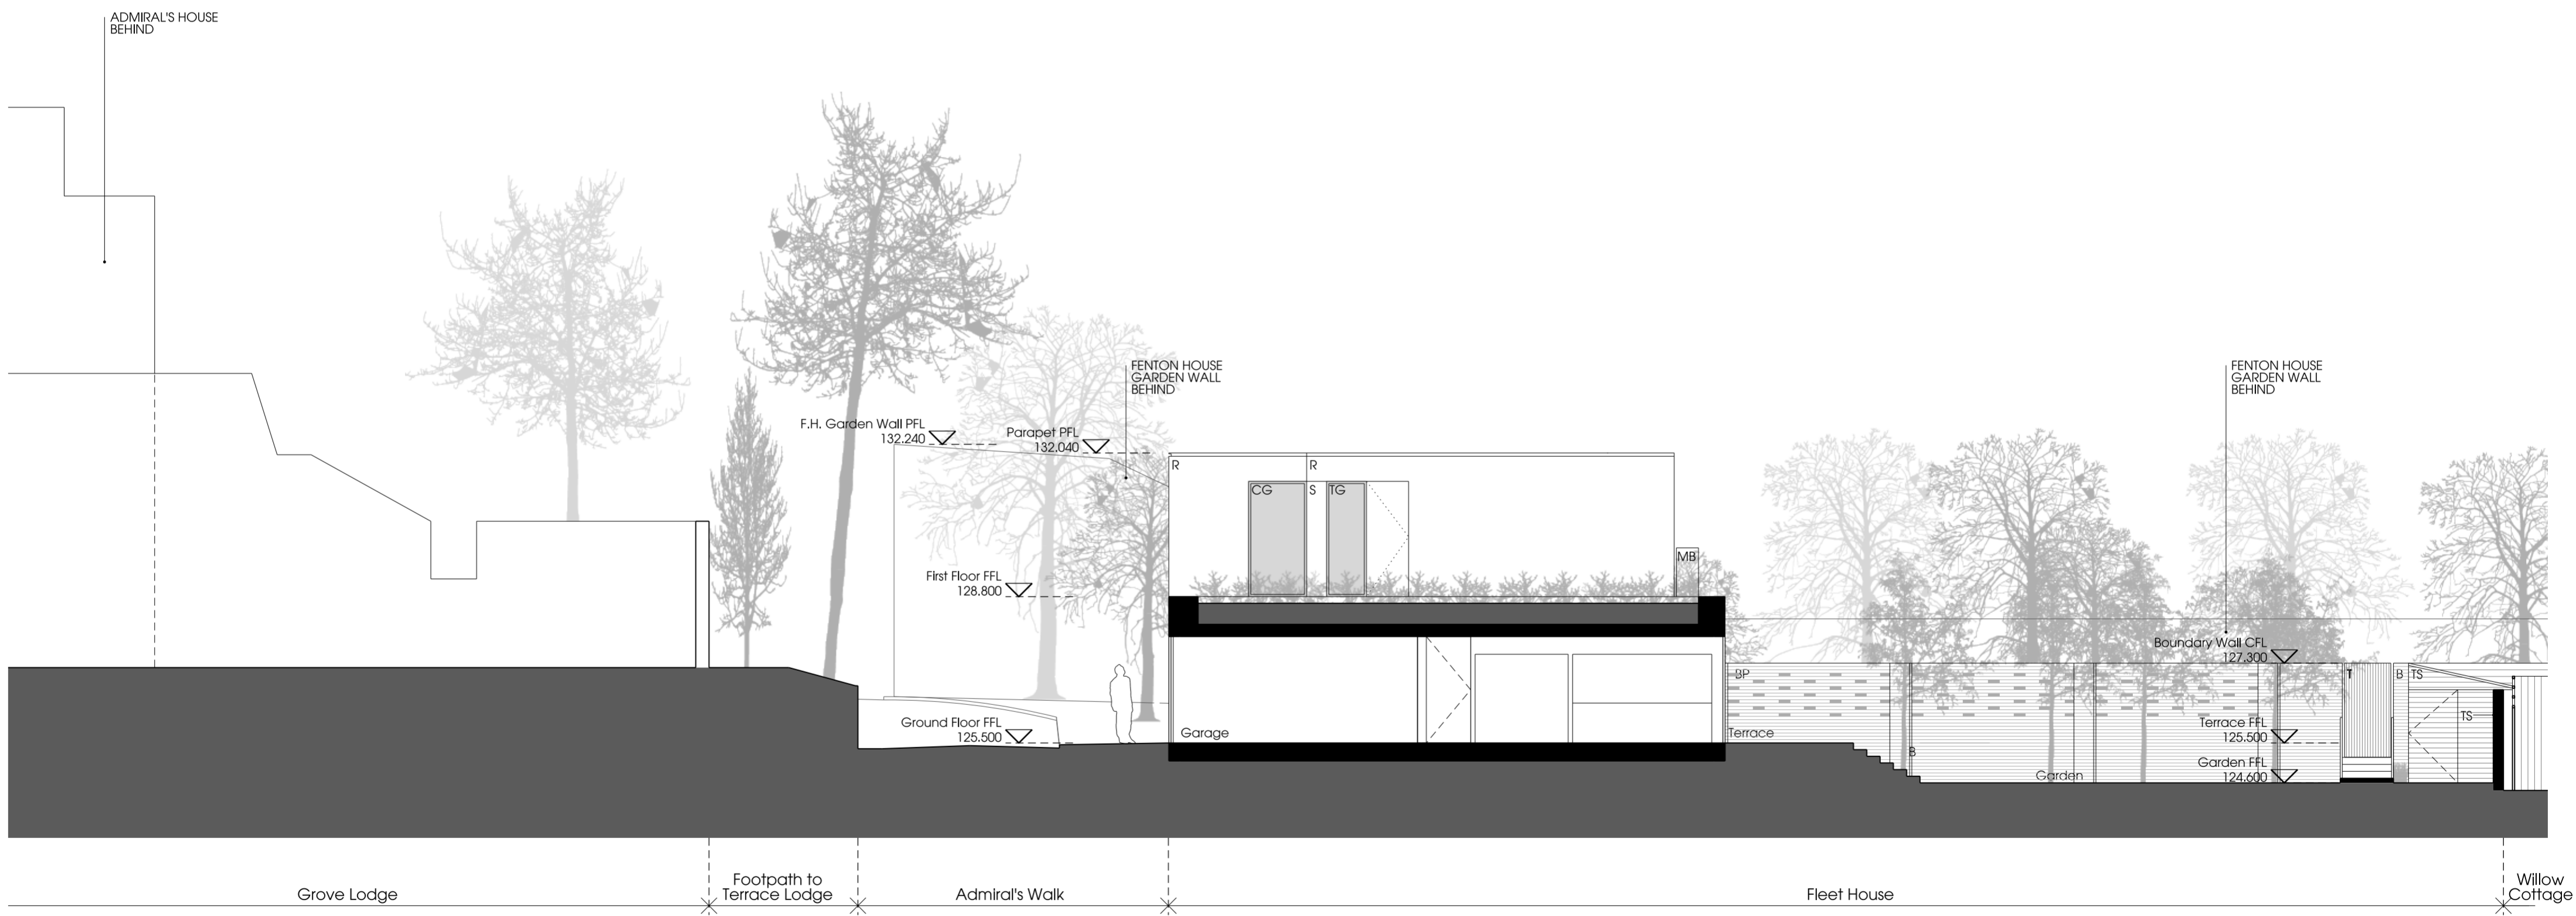 ADMIRAL'S HOUSE
BEHIND
FENTON HOUSE
GARDEN WALL
BEHIND
FENTON HOUSE
GARDEN WALL
BEHIND
F.H. Garden Wall PFL
132.240
Parapet PFL
132.040
R
R
CG
S
TG
MB
First Floor FFL
128.800
Boundary Wall CFL
127.300
BP
T
B
TS
TS
Ground Floor FFL
125.500
Garage
Terrace
B
Terrace FFL
125.500
Garden
Garden FFL
124.600
Grove Lodge
Footpath to
Terrace Lodge
Admiral's Walk
Fleet House
Willow
Cottage